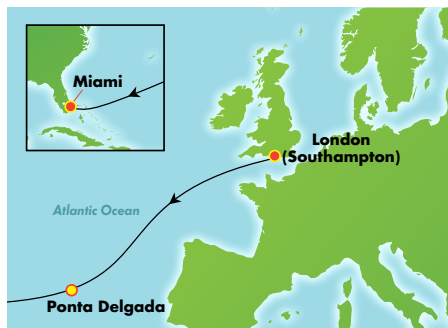 Miami
London
(Southampton)
Atlantic Ocean
Ponta Delgada